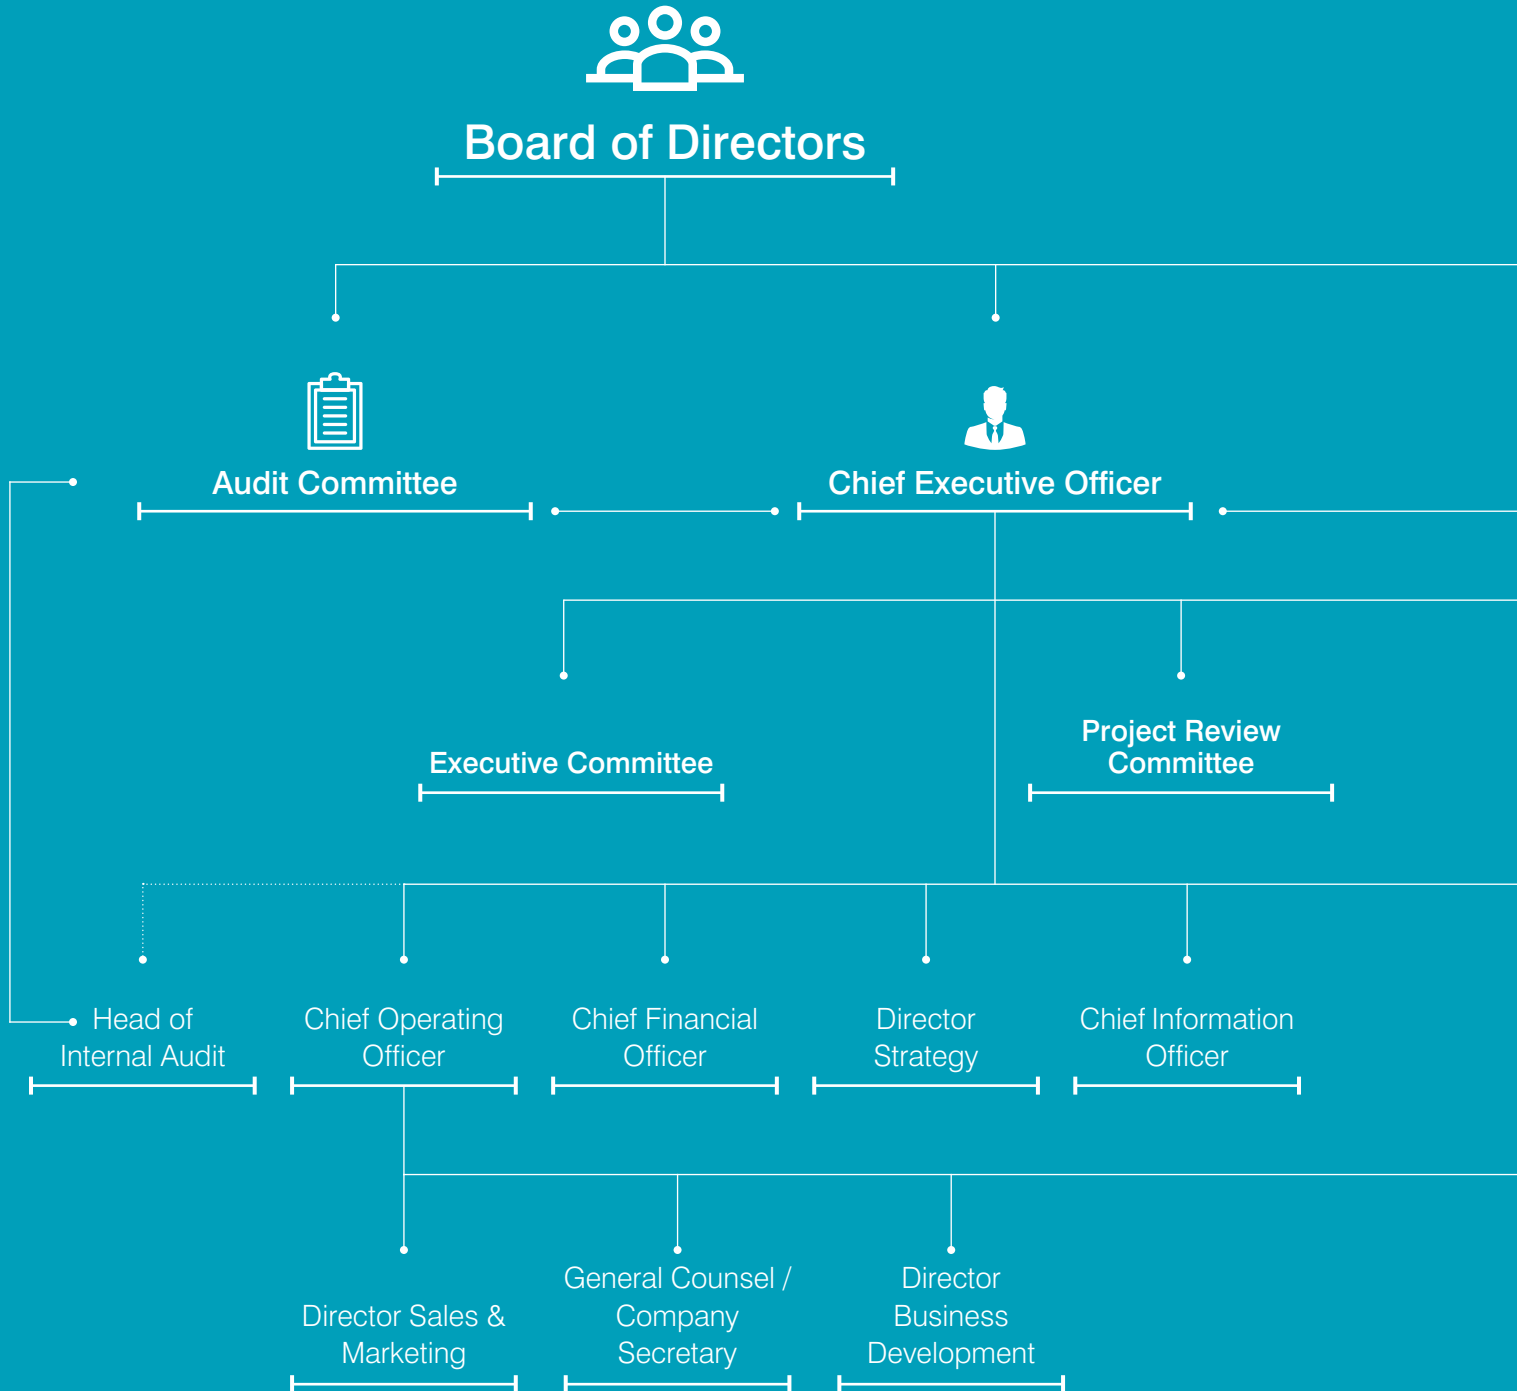 Board of Directors
Audit Committee
Chief Executive Officer
Executive Committee
Project Review
Committee
Head of
Internal Audit
Chief Operating
Officer
Chief Financial
Officer
Director
Strategy
Chief Information
Officer
Director Sales &
Marketing
General Counsel /
Company
Secretary
Director
Business
Development